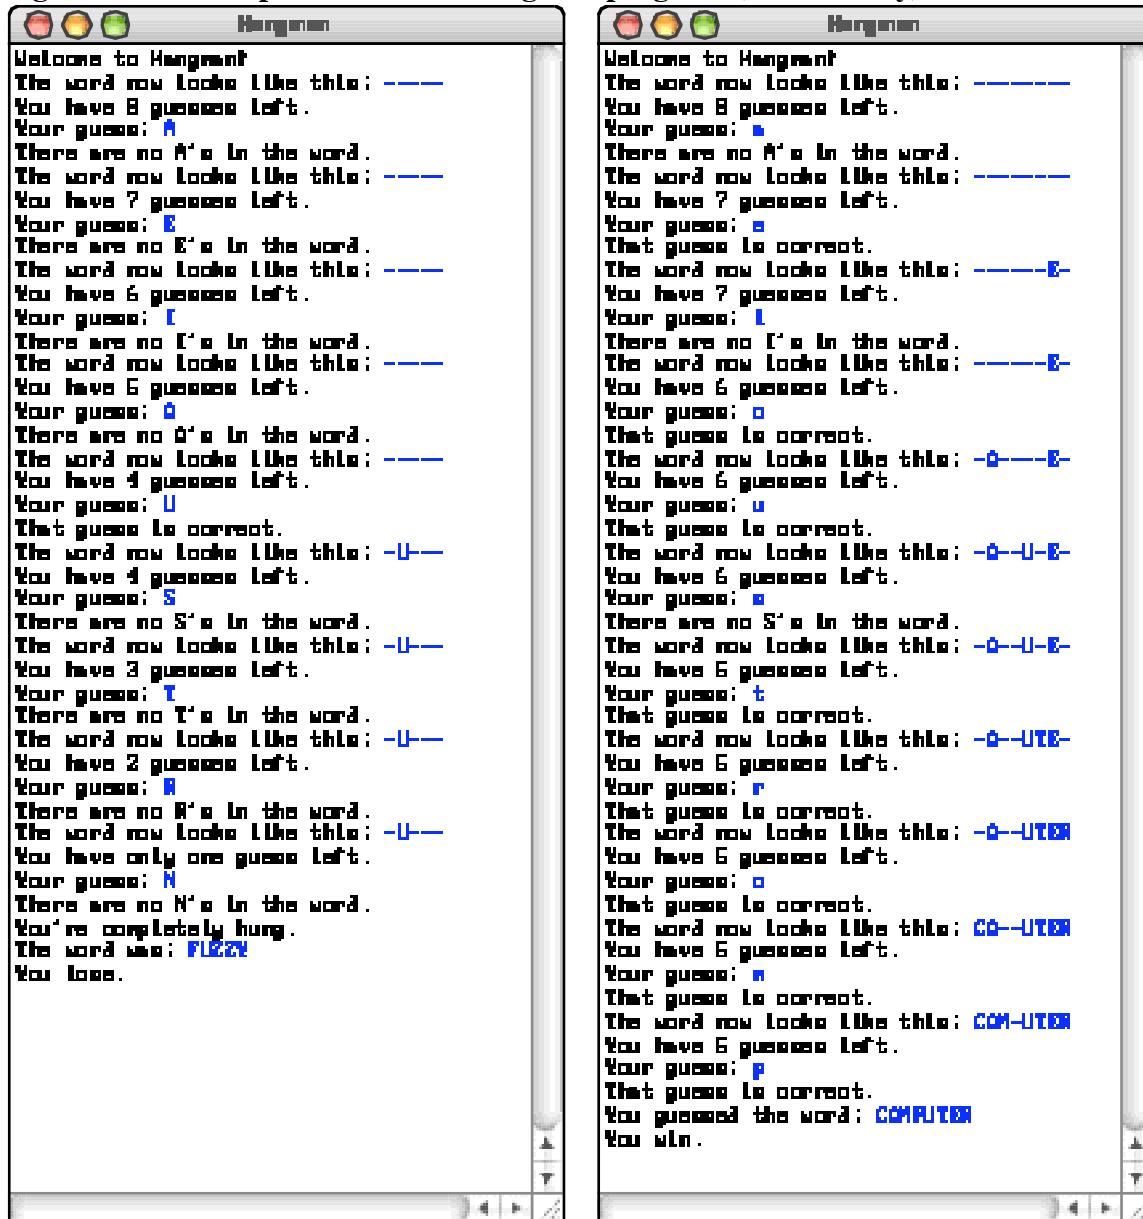 Hangman
Welcome to Hangman!
The word now looks like this: -----
You have 8 guesses left.
Your guess: A
There are no A's in the word.
The word now looks like this: -----
You have 7 guesses left.
Your guess: E
There are no E's in the word.
The word now looks like this: -----
You have 6 guesses left.
Your guess: I
There are no I's in the word.
The word now looks like this: -----
You have 5 guesses left.
Your guess: O
There are no O's in the word.
The word now looks like this: -----
You have 4 guesses left.
Your guess: U
That guess is correct.
The word now looks like this: -U---
You have 4 guesses left.
Your guess: S
There are no S's in the word.
The word now looks like this: -U---
You have 3 guesses left.
Your guess: T
There are no T's in the word.
The word now looks like this: -U---
You have 2 guesses left.
Your guess: R
There are no R's in the word.
The word now looks like this: -U---
You have only one guess left.
Your guess: N
There are no N's in the word.
You're completely hung.
The word was: FUZZY
You lose.
Hangman
Welcome to Hangman!
The word now looks like this: --------
You have 8 guesses left.
Your guess: a
There are no A's in the word.
The word now looks like this: --------
You have 7 guesses left.
Your guess: e
That guess is correct.
The word now looks like this: ------E-
You have 7 guesses left.
Your guess: i
There are no I's in the word.
The word now looks like this: ------E-
You have 6 guesses left.
Your guess: o
That guess is correct.
The word now looks like this: -O----E-
You have 6 guesses left.
Your guess: u
That guess is correct.
The word now looks like this: -O--U-E-
You have 6 guesses left.
Your guess: s
There are no S's in the word.
The word now looks like this: -O--U-E-
You have 5 guesses left.
Your guess: t
That guess is correct.
The word now looks like this: -O--UTE-
You have 5 guesses left.
Your guess: r
That guess is correct.
The word now looks like this: -O--UTER
You have 5 guesses left.
Your guess: c
That guess is correct.
The word now looks like this: CO--UTER
You have 5 guesses left.
Your guess: m
That guess is correct.
The word now looks like this: COM-UTER
You have 5 guesses left.
Your guess: p
That guess is correct.
You guessed the word: COMPUTER
You win.